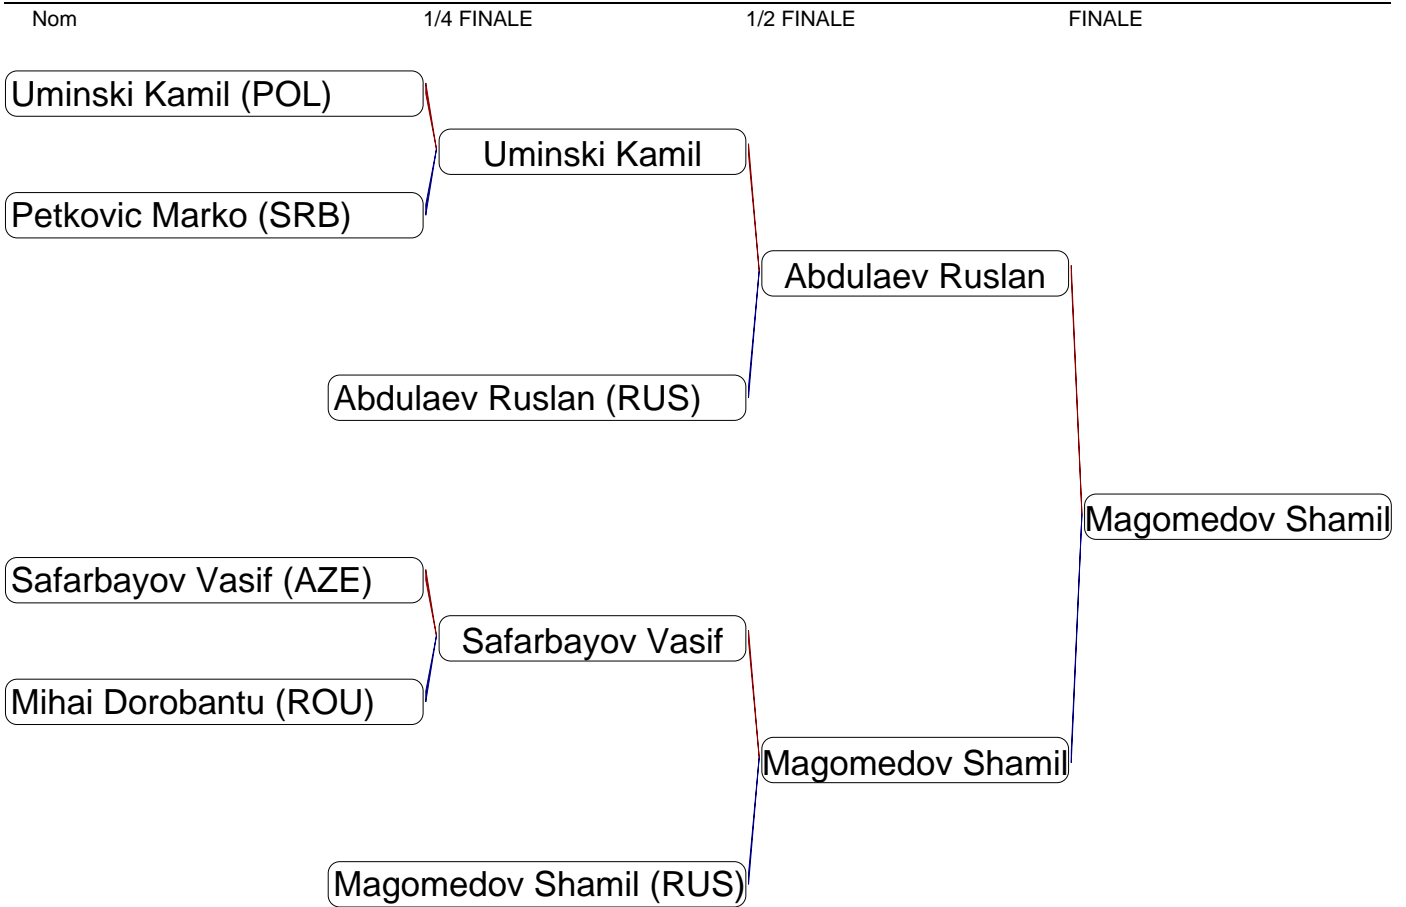 Nom 1/4 FINALE 1/2 FINALE FINALE
Uminski Kamil (POL)
Uminski Kamil
Petkovic Marko (SRB)
Abdulaev Ruslan
Abdulaev Ruslan (RUS)
Magomedov Shamil
Safarbayov Vasif (AZE)
Safarbayov Vasif
Mihai Dorobantu (ROU)
Magomedov Shamil
Magomedov Shamil (RUS)